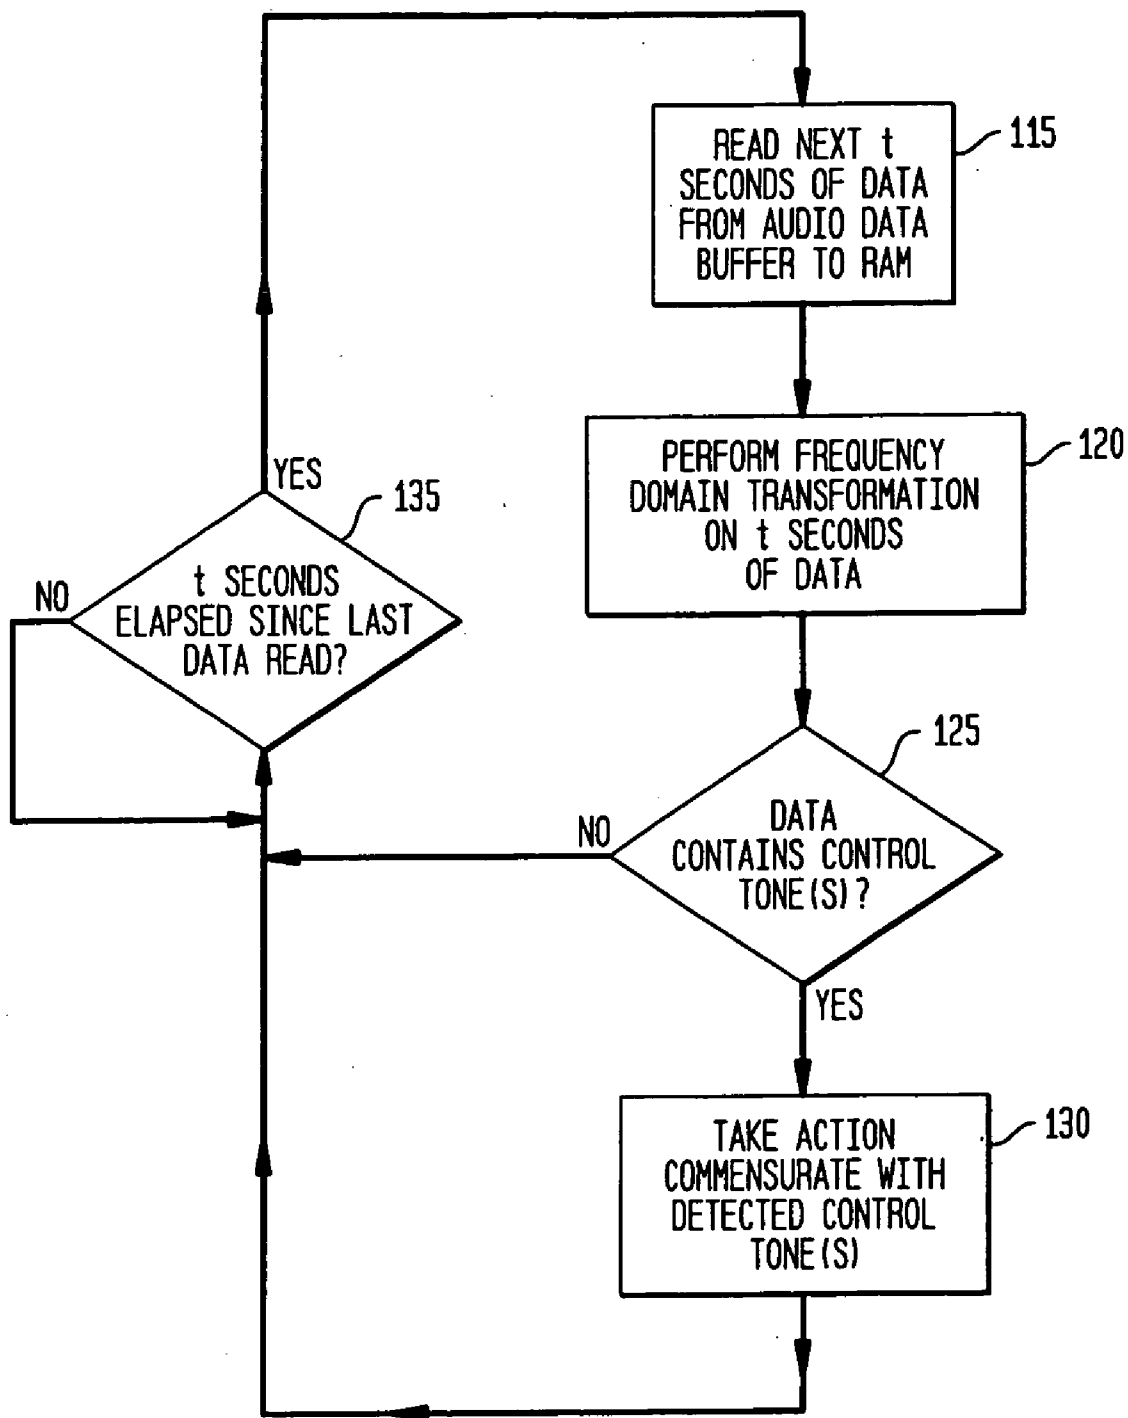 READ NEXT t
SECONDS OF DATA
FROM AUDIO DATA
BUFFER TO RAM
115
PERFORM FREQUENCY
DOMAIN TRANSFORMATION
ON t SECONDS
OF DATA
120
YES
135
NO
t SECONDS
ELAPSED SINCE LAST
DATA READ?
125
NO
DATA
CONTAINS CONTROL
TONE(S)?
YES
TAKE ACTION
COMMENSURATE WITH
DETECTED CONTROL
TONE(S)
130